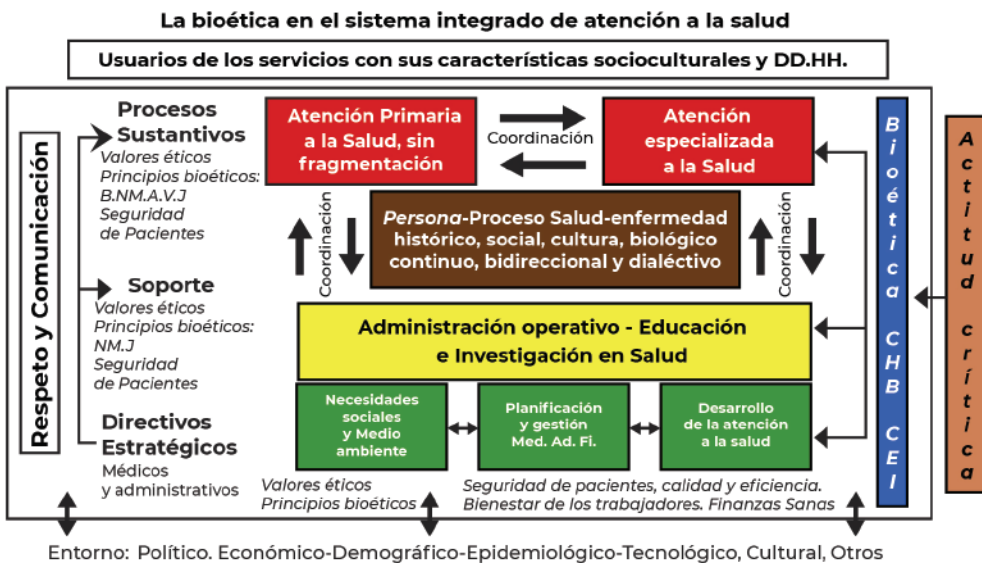 La bioética en el sistema integrado de atención a la salud
Usuarios de los servicios con sus características socioculturales y DD.HH.
Respeto y Comunicación
Procesos
Sustantivos
Valores éticos
Principios bioéticos:
B.NM.A.V.J
Seguridad
de Pacientes
Soporte
Valores éticos
Principios bioéticos:
NM.J
Seguridad
de Pacientes
Directivos
Estratégicos
Médicos
y administrativos
Atención Primaria
a la Salud, sin
fragmentación
Coordinación
Atención
especializada
a la Salud
Coordinación
Persona-Proceso Salud-enfermedad
histórico, social, cultura, biológico
continuo, bidireccional y dialéctivo
Coordinación
Administración operativo - Educación
e Investigación en Salud
Necesidades
sociales
y Medio
ambiente
Planificación
y gestión
Med. Ad. Fi.
Desarrollo
de la atención
a la salud
Valores éticos
Principios bioéticos
Seguridad de pacientes, calidad y eficiencia.
Bienestar de los trabajadores. Finanzas Sanas
Bioética CHB CEI
Actitud crítica
Entorno: Político. Económico-Demográfico-Epidemiológico-Tecnológico, Cultural, Otros